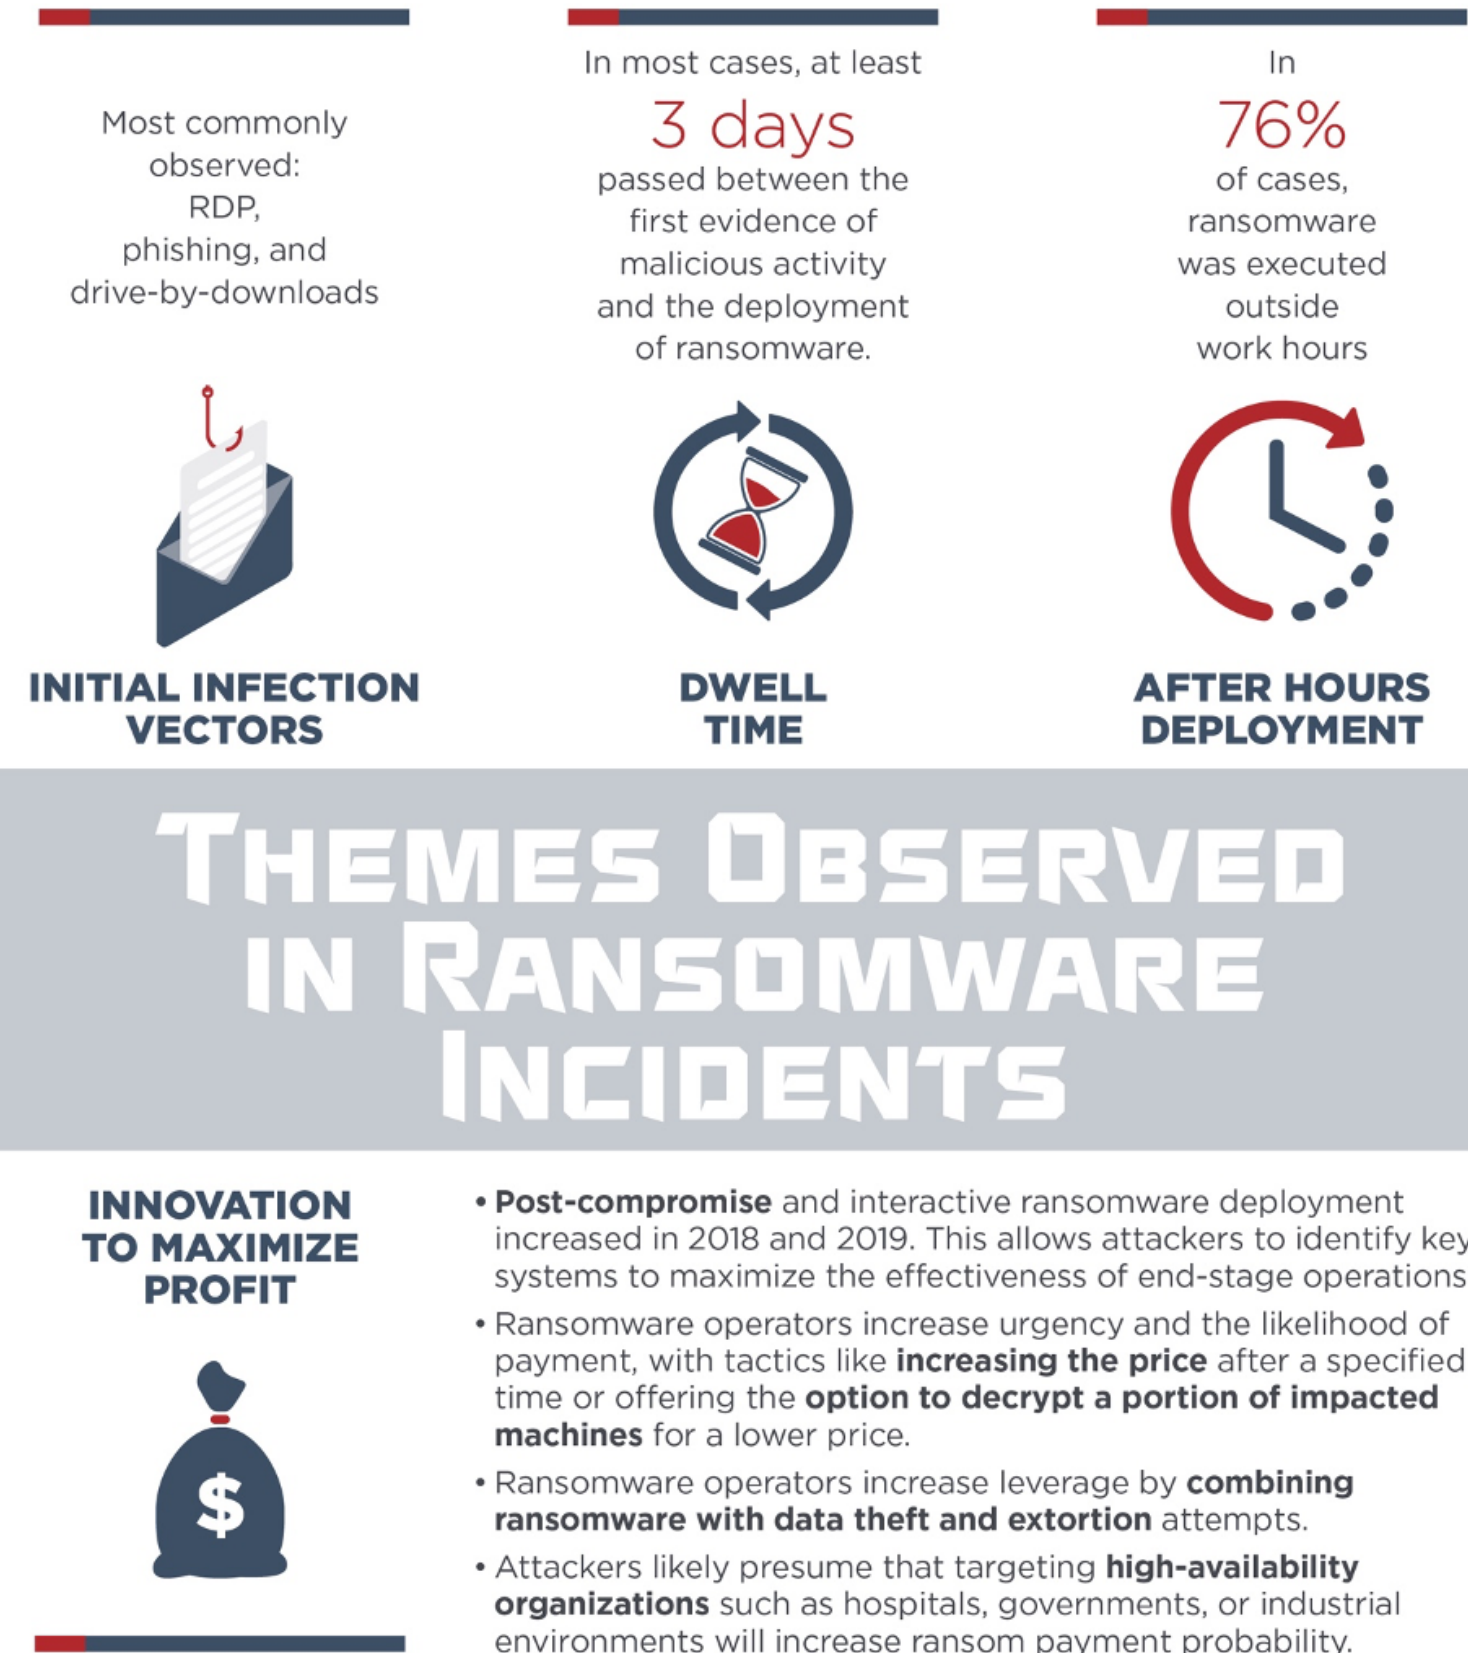 Most commonly
observed:
RDP,
phishing, and
drive-by-downloads
INITIAL INFECTION
VECTORS
In most cases, at least
3 days
passed between the
first evidence of
malicious activity
and the deployment
of ransomware.
DWELL
TIME
In
76%
of cases,
ransomware
was executed
outside
work hours
AFTER HOURS
DEPLOYMENT
THEMES OBSERVED
IN RANSOMWARE
INCIDENTS
INNOVATION
TO MAXIMIZE
PROFIT
$
• Post-compromise and interactive ransomware deployment
increased in 2018 and 2019. This allows attackers to identify key
systems to maximize the effectiveness of end-stage operations
• Ransomware operators increase urgency and the likelihood of
payment, with tactics like increasing the price after a specified
time or offering the option to decrypt a portion of impacted
machines for a lower price.
• Ransomware operators increase leverage by combining
ransomware with data theft and extortion attempts.
• Attackers likely presume that targeting high-availability
organizations such as hospitals, governments, or industrial
environments will increase ransom payment probability.